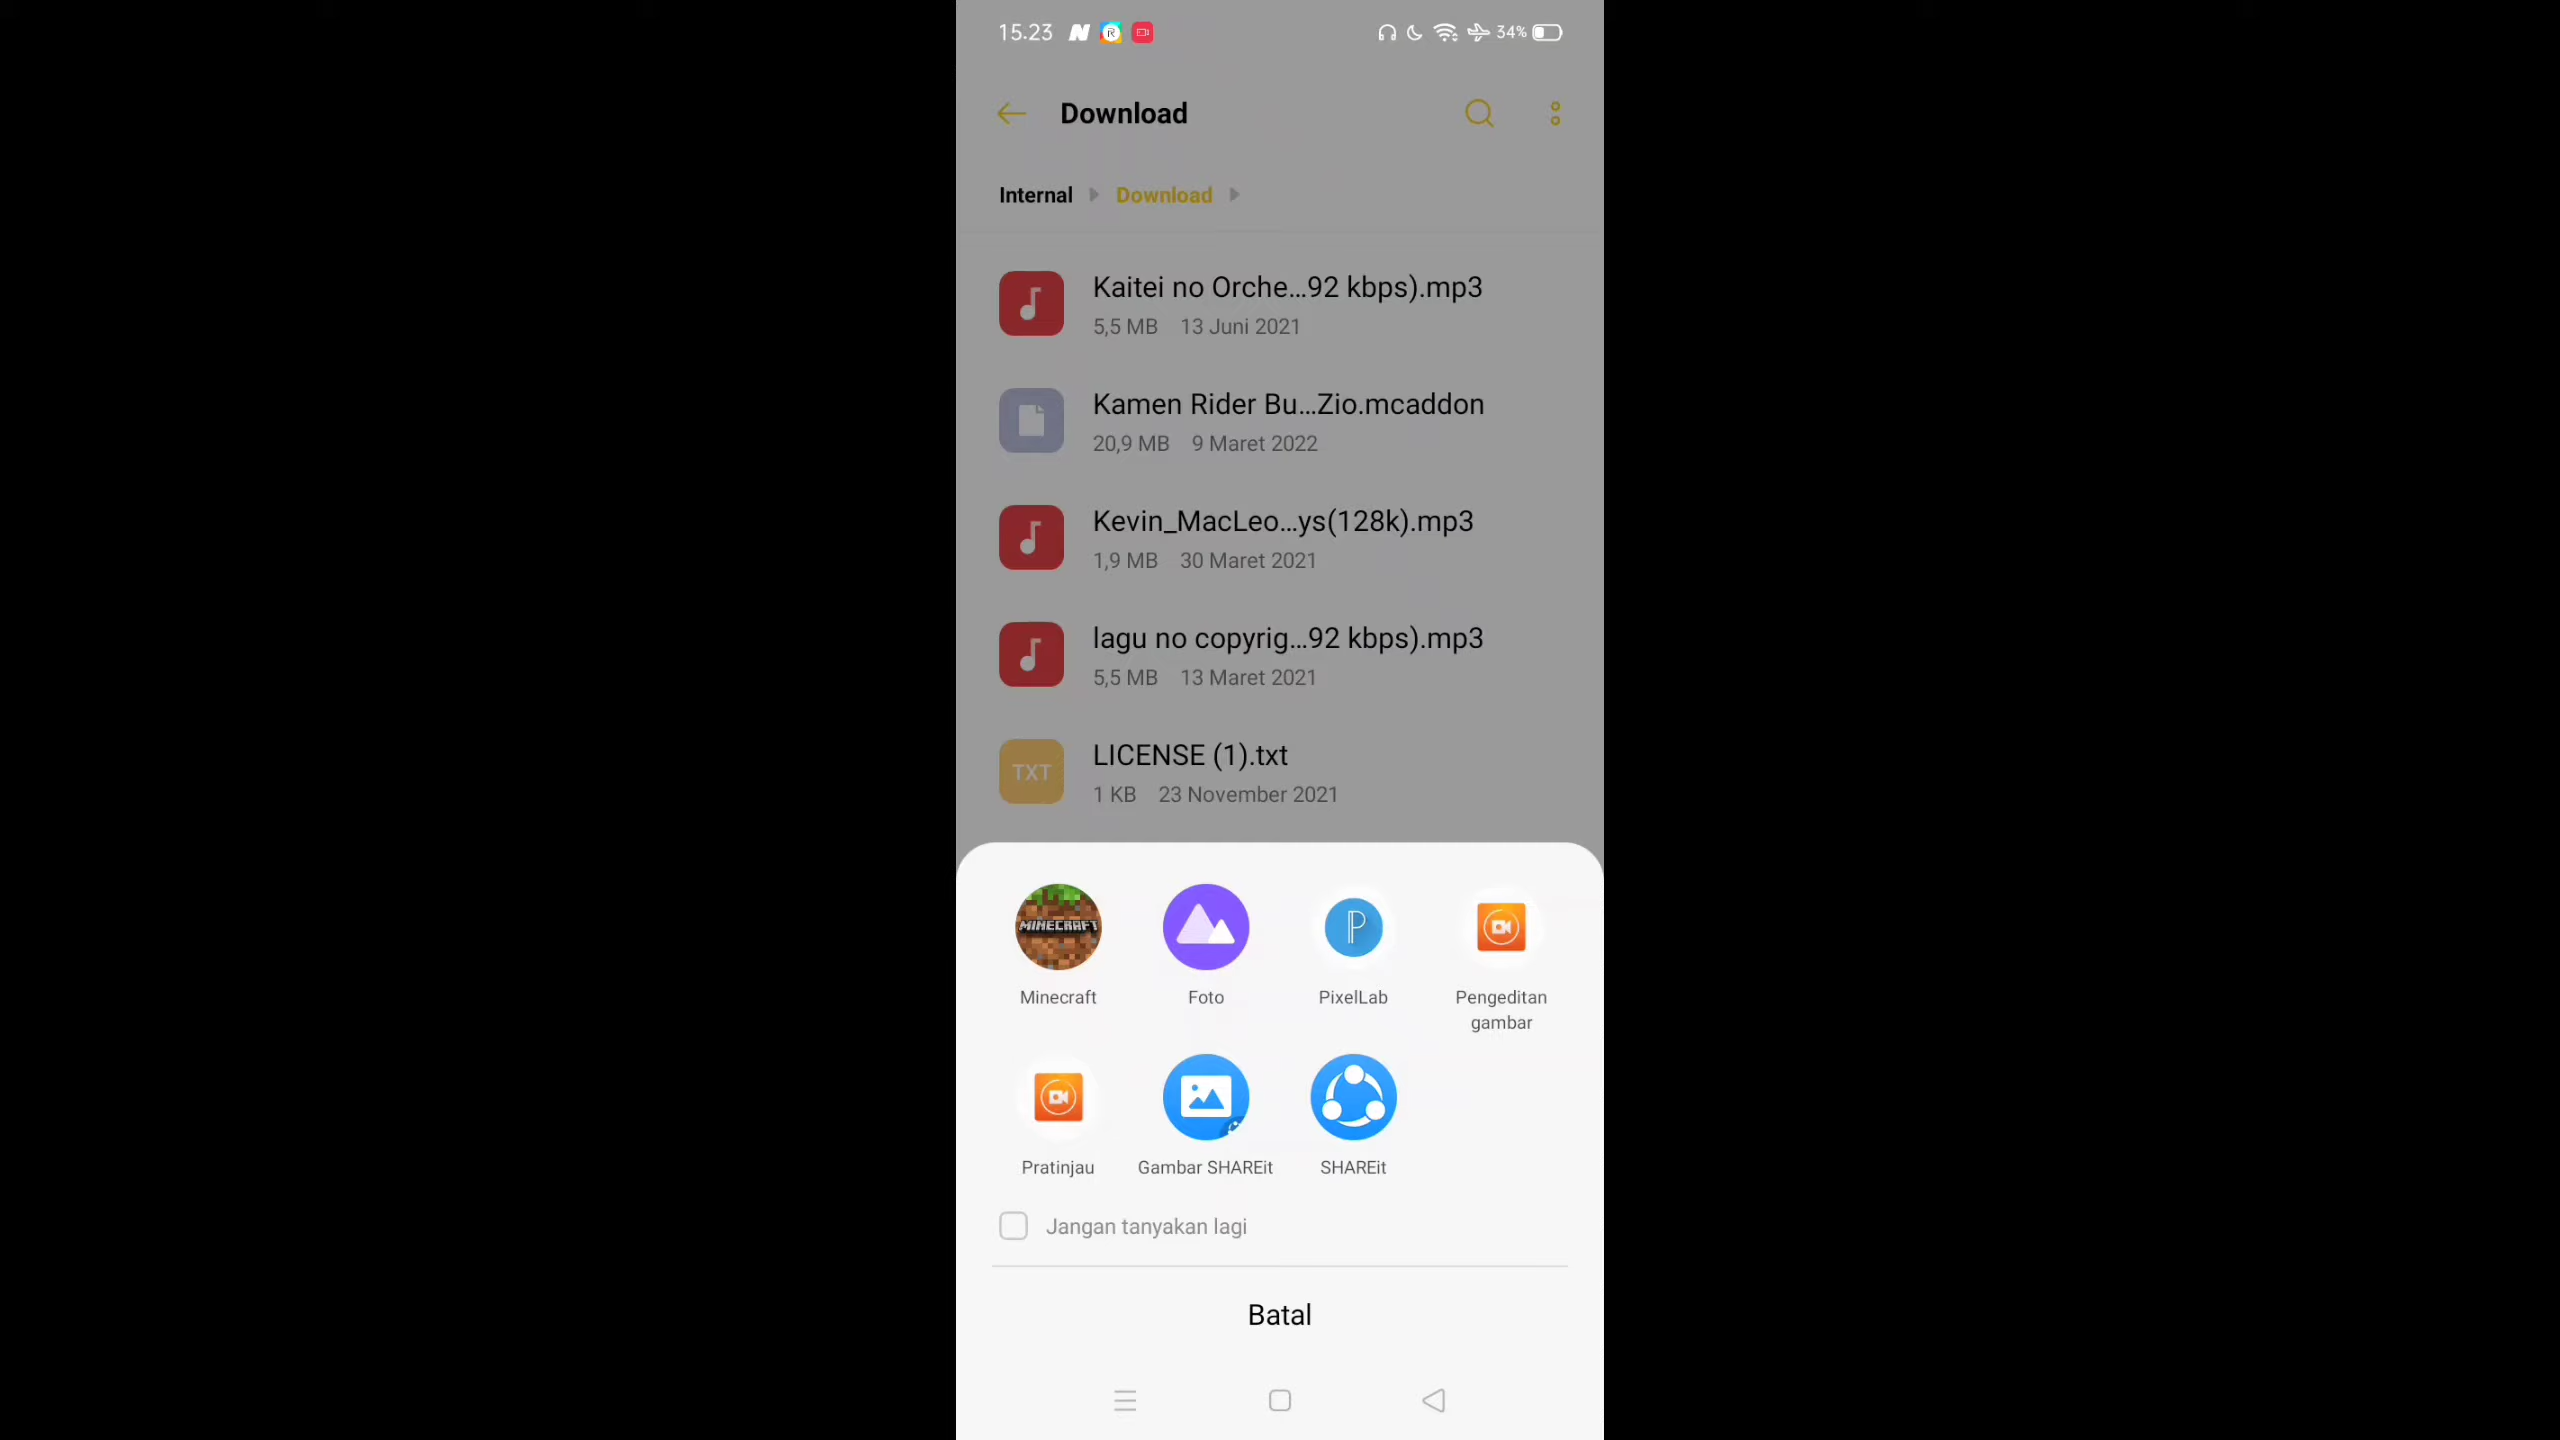 15.23
34%
Download
Internal
Download
Kaitei no Orche...92 kbps).mp3
5,5 MB 13 Juni 2021
Kamen Rider Bu...Zio.mcaddon
20,9 MB 9 Maret 2022
Kevin_MacLeo...ys(128k).mp3
1,9 MB 30 Maret 2021
lagu no copyrig...92 kbps).mp3
5,5 MB 13 Maret 2021
TXT
LICENSE (1).txt
1 KB 23 November 2021
MINECRAFT
Minecraft
Foto
PixelLab
Pengeditan
gambar
Pratinjau
Gambar SHAREit
SHAREit
Jangan tanyakan lagi
Batal